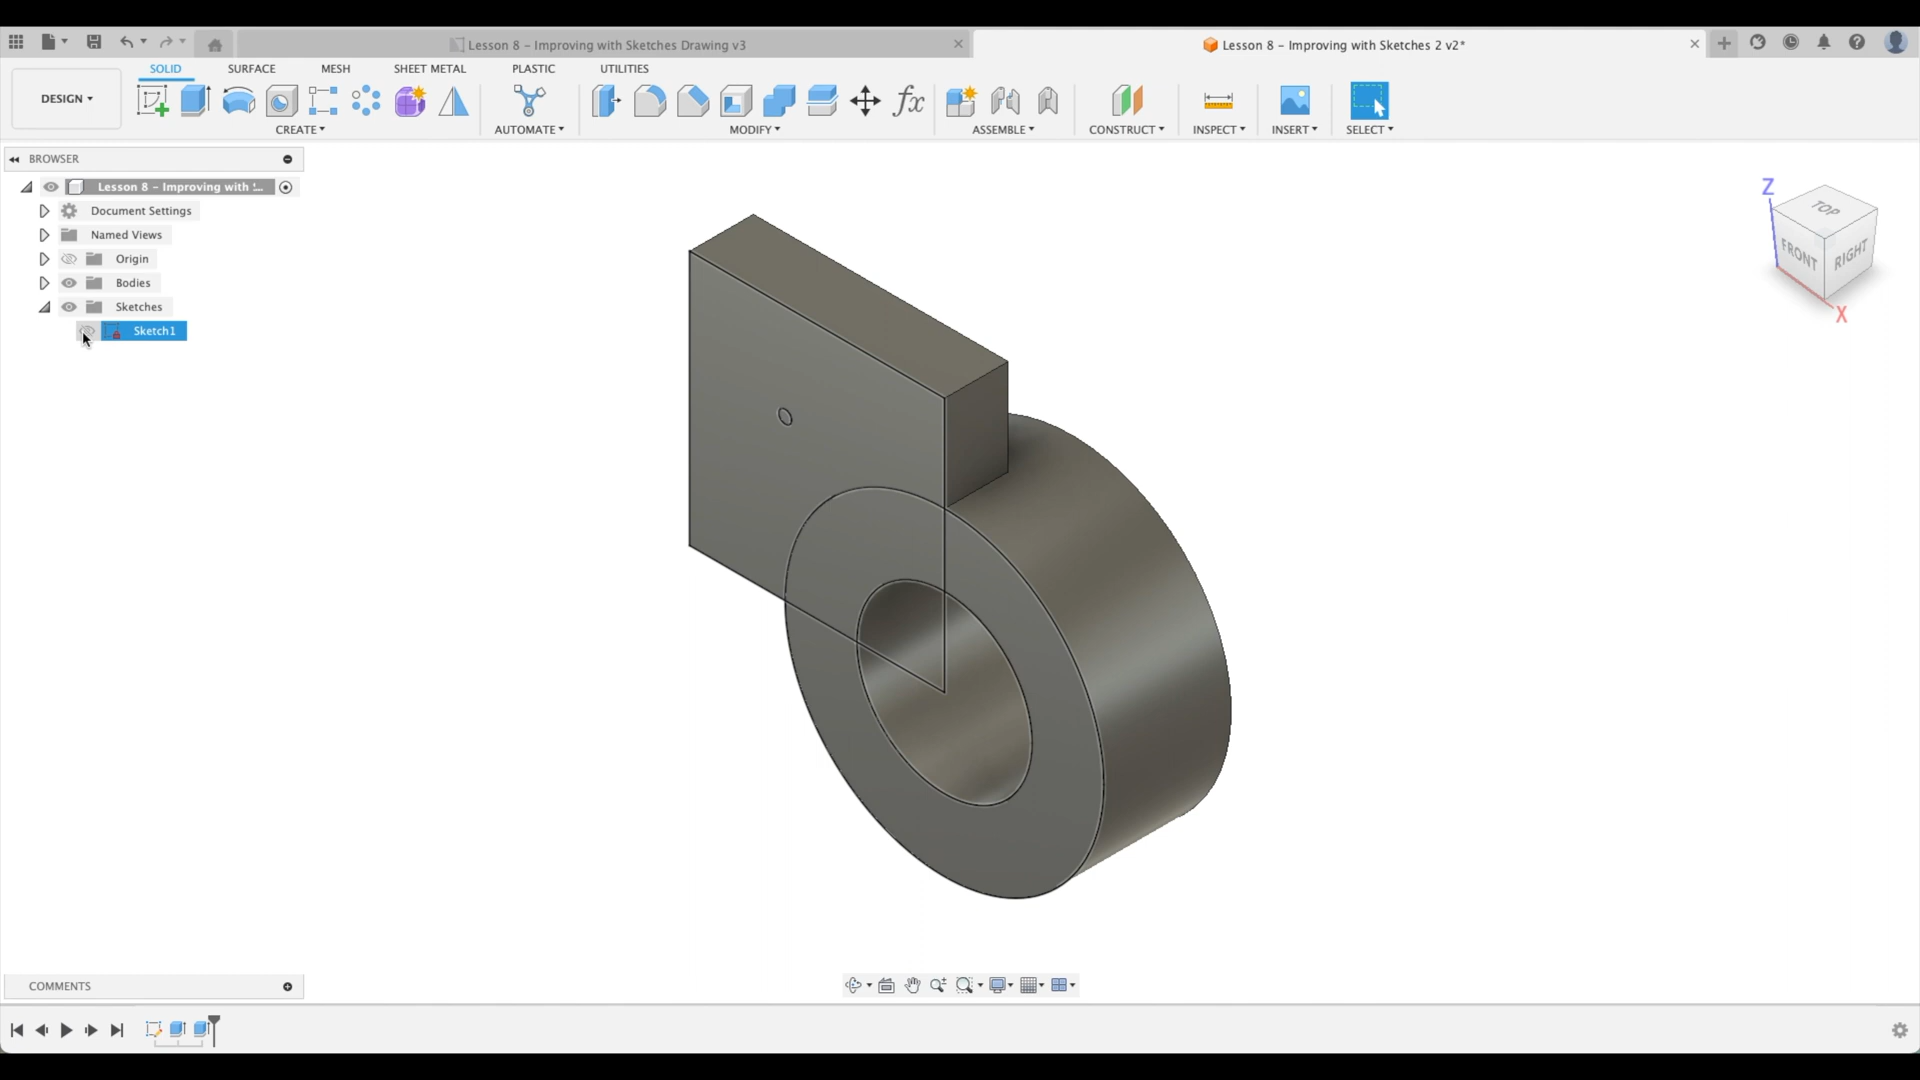 Lesson 8 – Improving with Sketches Drawing v3
Lesson 8 – Improving with Sketches 2 v2*
SOLID SURFACE MESH SHEET METAL PLASTIC UTILITIES
DESIGN
CREATE AUTOMATE MODIFY ASSEMBLE CONSTRUCT INSPECT INSERT SELECT
fx
BROWSER
Lesson 8 – Improving with '...
Document Settings
Named Views
Origin
Bodies
Sketches
Sketch1
Z
TOP
FRONT
RIGHT
X
COMMENTS